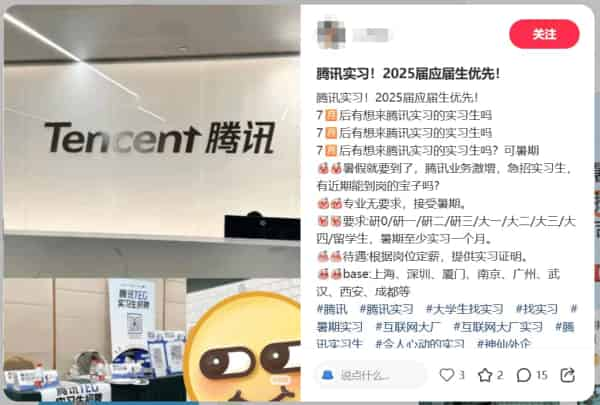 Tencent 腾讯
腾讯TEG
实习生招聘
腾讯TEG
实习生招聘
关注
腾讯实习！2025届应届生优先！
腾讯实习！2025届应届生优先！
7🈷️后有想来腾讯实习的实习生吗
7🈷️后有想来腾讯实习的实习生吗
7🈷️后有想来腾讯实习的实习生吗？可暑期
暑假就要到了，腾讯业务激增，急招实习生，
有近期能到岗的宝子吗?
专业无要求，接受暑期。
要求:研0/研一/研二/研三/大一/大二/大三/大
四/留学生，暑期至少实习一个月。
待遇:根据岗位定薪，提供实习证明。
base:上海、深圳、厦门，南京、广州、武
汉、西安、成都等
#腾讯 #腾讯实习 #大学生找实习 #找实习 #
暑期实习 #互联网大厂 #互联网大厂实习 #腾
讯实习生 #令人心动的实习 #神仙外企
说点什么...
3
2
15